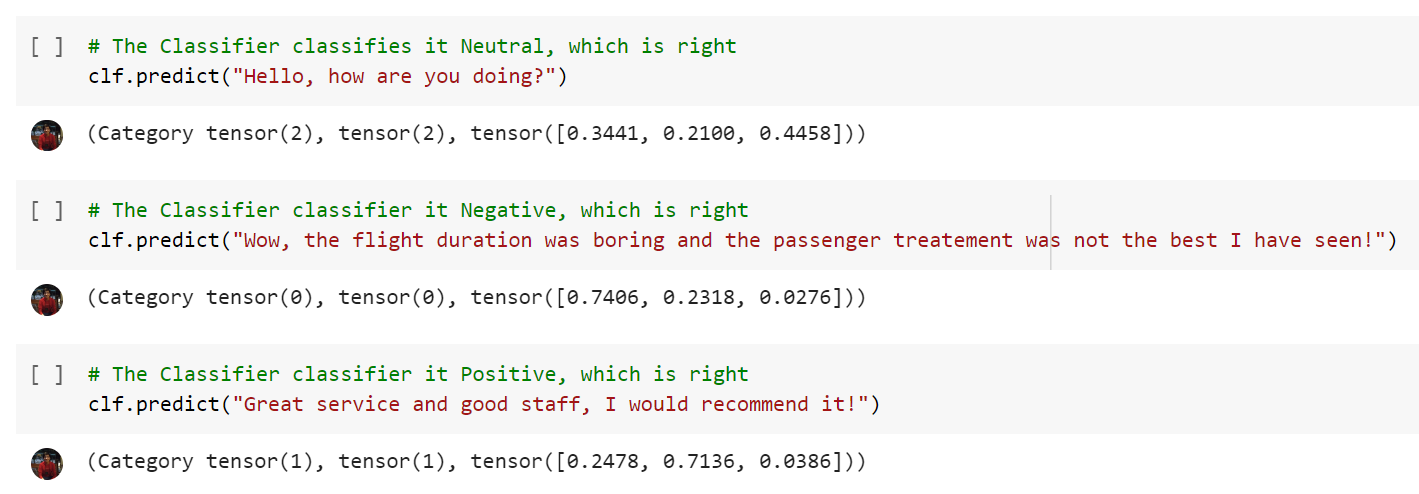 [ ] # The Classifier classifies it Neutral, which is right
clf.predict("Hello, how are you doing?")
(Category tensor(2), tensor(2), tensor([0.3441, 0.2100, 0.4458]))
[ ] # The Classifier classifier it Negative, which is right
clf.predict("Wow, the flight duration was boring and the passenger treatement was not the best I have seen!")
(Category tensor(0), tensor(0), tensor([0.7406, 0.2318, 0.0276]))
[ ] # The Classifier classifier it Positive, which is right
clf.predict("Great service and good staff, I would recommend it!")
(Category tensor(1), tensor(1), tensor([0.2478, 0.7136, 0.0386]))